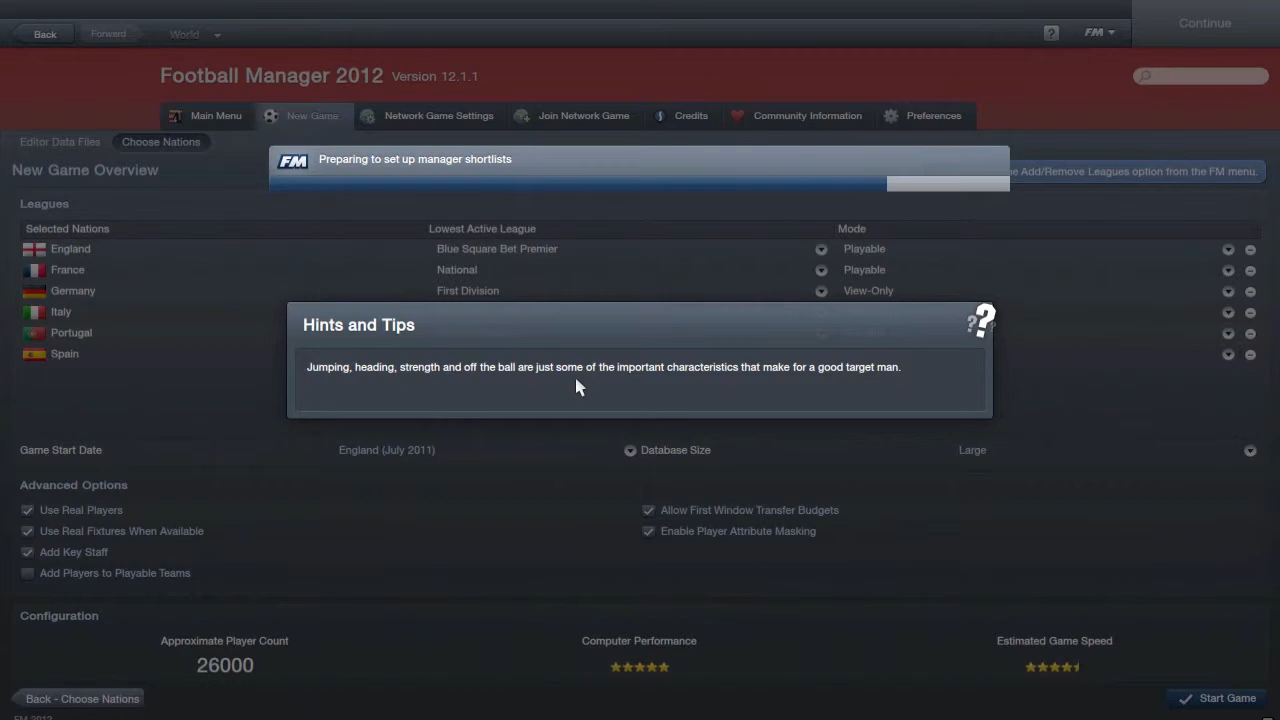 Back Forward World ? FM Continue
Football Manager 2012 Version 12.1.1
Main Menu New Game Network Game Settings Join Network Game Credits Community Information Preferences
Editor Data Files Choose Nations
FM Preparing to set up manager shortlists
New Game Overview
e Add/Remove Leagues option from the FM menu.
Leagues
Selected Nations Lowest Active League Mode
England Blue Square Bet Premier Playable
France National Playable
Germany First Division View-Only
Italy
Portugal
Spain
Hints and Tips ??
Jumping, heading, strength and off the ball are just some of the important characteristics that make for a good target man.
Game Start Date England (July 2011) Database Size Large
Advanced Options
Use Real Players Allow First Window Transfer Budgets
Use Real Fixtures When Available Enable Player Attribute Masking
Add Key Staff
Add Players to Playable Teams
Configuration
Approximate Player Count Computer Performance Estimated Game Speed
26000
Back - Choose Nations Start Game
FM 2012